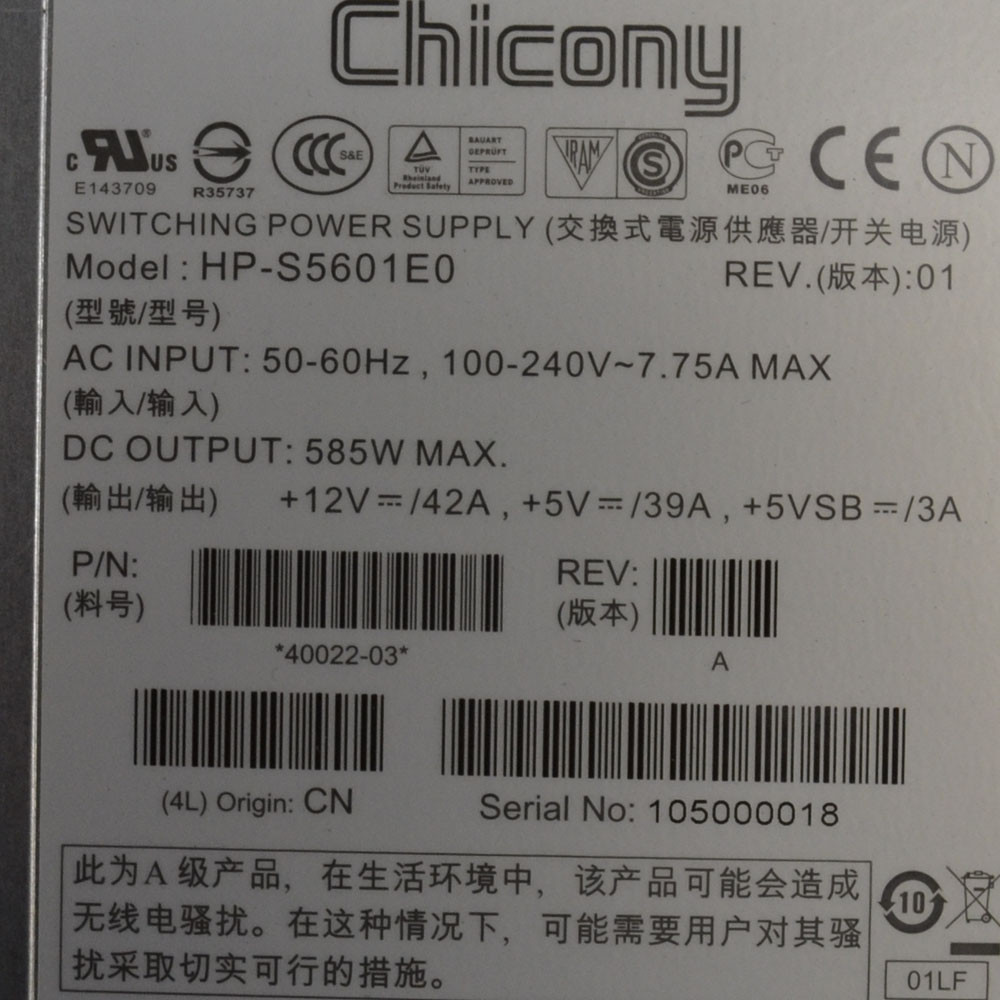 Chicony
c RU ® US
E143709
R35737
CCC S&E
TÜV
Rheinland
Product Safety
BAUART
GEPRÜFT
TYPE
APPROVED
IRAM
S
PCT
ME06
CE
N
SWITCHING POWER SUPPLY (交換式電源供應器/开关电源)
Model : HP-S5601E0 REV.(版本):01
(型號/型号)
AC INPUT: 50-60Hz , 100-240V~7.75A MAX
(輸入/输入)
DC OUTPUT: 585W MAX.
(輸出/输出) +12V⎓/42A , +5V⎓/39A , +5VSB⎓/3A
P/N: REV:
(料号) (版本)
*40022-03* A
(4L) Origin: CN Serial No: 105000018
此为A 级产品, 在生活环境中, 该产品可能会造成
无线电骚扰。在这种情况下, 可能需要用户对其骚
扰采取切实可行的措施。
10
01LF